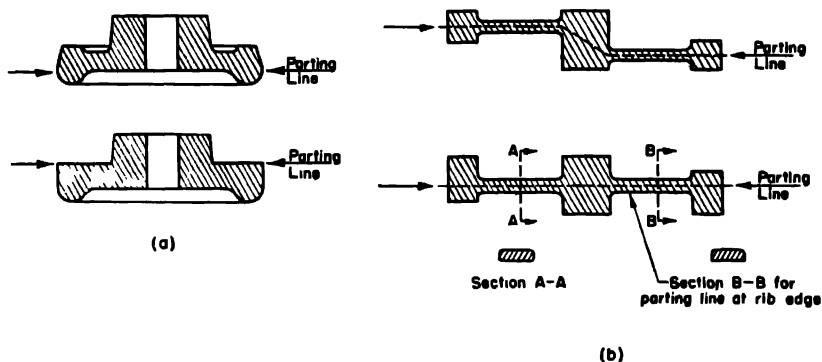 Parting
Line
Parting
Line
(a)
Parting
Line
A
B
Parting
Line
A
B
Section A-A
Section B-B for
parting line at rib edge
(b)